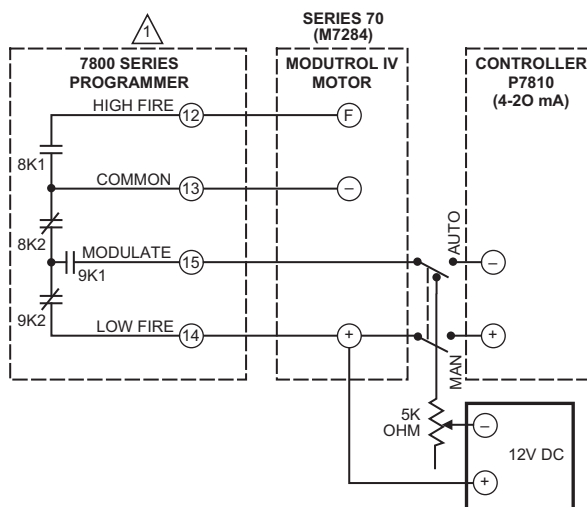 1
SERIES 70
(M7284)
7800 SERIES
PROGRAMMER
MODUTROL IV
MOTOR
CONTROLLER
P7810
(4-2O mA)
HIGH FIRE
12
F
8K1
COMMON
13
–
8K2
MODULATE
15
AUTO
–
9K1
9K2
LOW FIRE
14
+
+
MAN
5K
OHM
–
12V DC
+